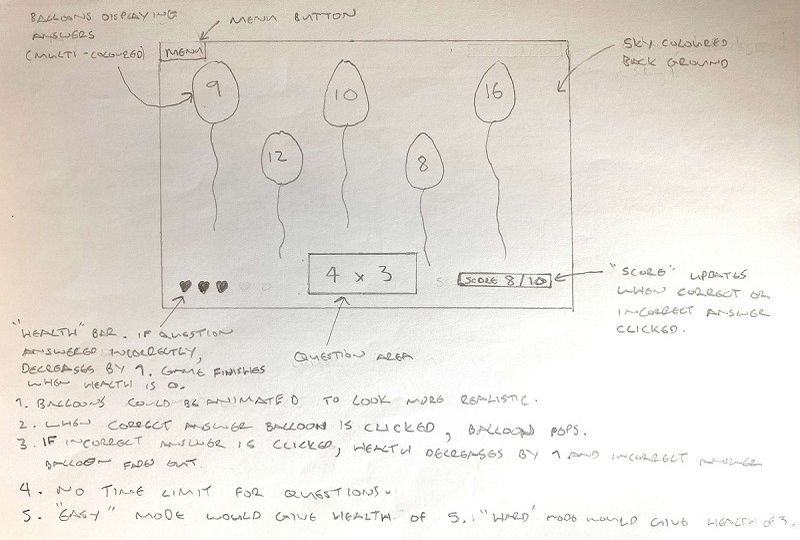 BALLOONS DISPLAYING
ANSWERS
(MULTI-COLOURED)
MENU BUTTON
MENU
SKY COLOURED
BACK GROUND
9
10
16
12
8
4 x 3
SCORE 8/10
"SCORE" UPDATES
WHEN CORRECT OR
INCORRECT ANSWER
CLICKED.
"HEALTH" BAR. IF QUESTION
ANSWERED INCORRECTLY,
DECREASES BY 1. GAME FINISHES
WHEN HEALTH IS 0.
QUESTION AREA
1. BALLOONS COULD BE ANIMATED TO LOOK MORE REALISTIC.
2. WHEN CORRECT ANSWER BALLOON IS CLICKED, BALLOON POPS.
3. IF INCORRECT ANSWER IS CLICKED, HEALTH DECREASES BY 1 AND INCORRECT ANSWER
BALLOON FADES OUT.
4. NO TIME LIMIT FOR QUESTIONS.
5. "EASY" MODE WOULD GIVE HEALTH OF 5. "HARD" MODE WOULD GIVE HEALTH OF 3.